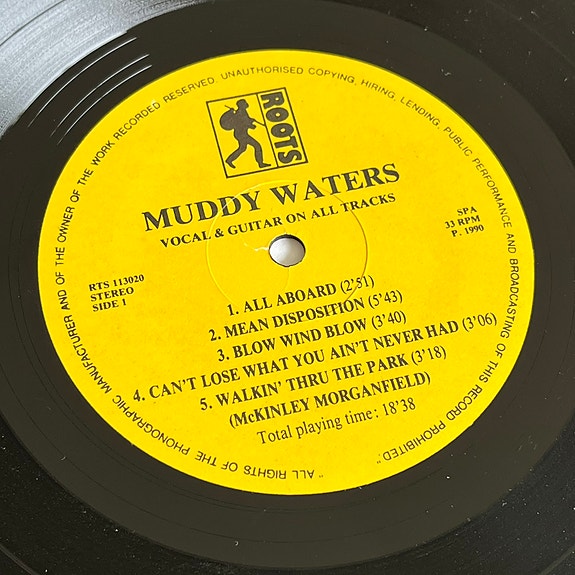 ROOTS
MUDDY WATERS
VOCAL & GUITAR ON ALL TRACKS
RTS 113020
STEREO
SIDE 1
SPA
33 RPM
P. 1990
1. ALL ABOARD (2'51)
2. MEAN DISPOSITION (5'43)
3. BLOW WIND BLOW (3'40)
4. CAN'T LOSE WHAT YOU AIN'T NEVER HAD (3'06)
5. WALKIN' THRU THE PARK (3'18)
(McKINLEY MORGANFIELD)
Total playing time: 18'38
"ALL RIGHTS OF THE PHONOGRAPHIC MANUFACTURER AND OF THE OWNER OF THE WORK RECORDED RESERVED. UNAUTHORISED COPYING, HIRING, LENDING, PUBLIC PERFORMANCE AND BROADCASTING OF THIS RECORD PROHIBITED."